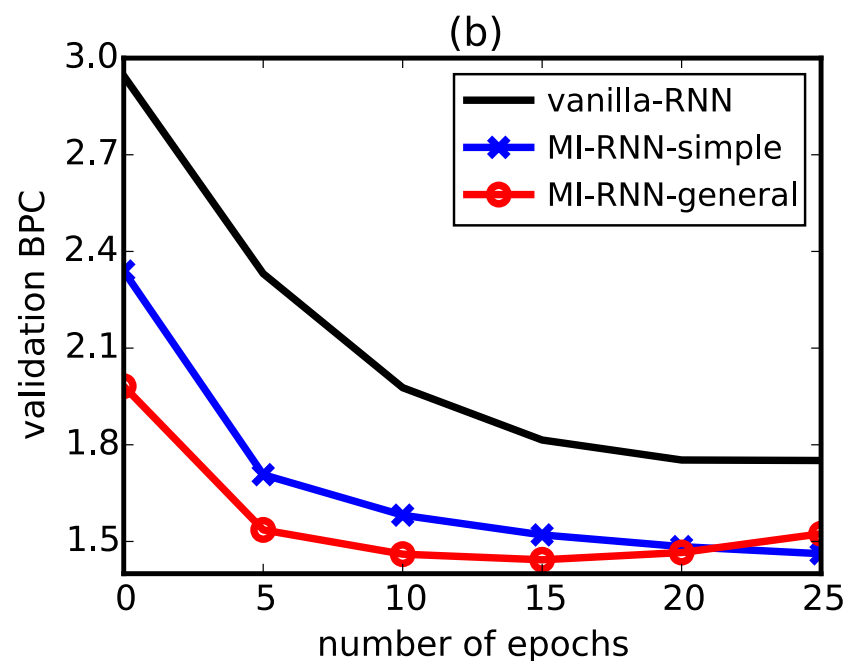 (b)
3.0
2.7
2.4
2.1
1.8
1.5
validation BPC
vanilla-RNN
MI-RNN-simple
MI-RNN-general
0 5 10 15 20 25
number of epochs